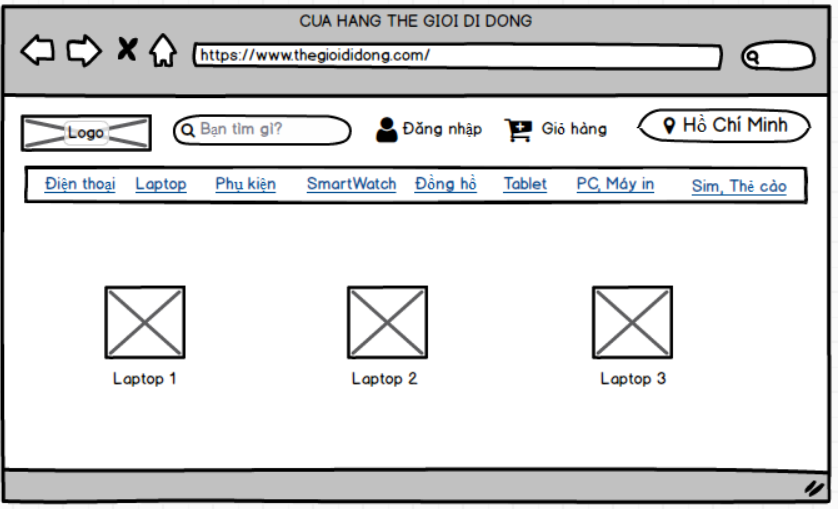 CUA HANG THE GIOI DI DONG
https://www.thegioididong.com/
Logo Bạn tìm gì? Đăng nhập Giỏ hàng Hồ Chí Minh
Điện thoại Laptop Phụ kiện SmartWatch Đồng hồ Tablet PC, Máy in Sim, Thẻ cào
Laptop 1 Laptop 2 Laptop 3